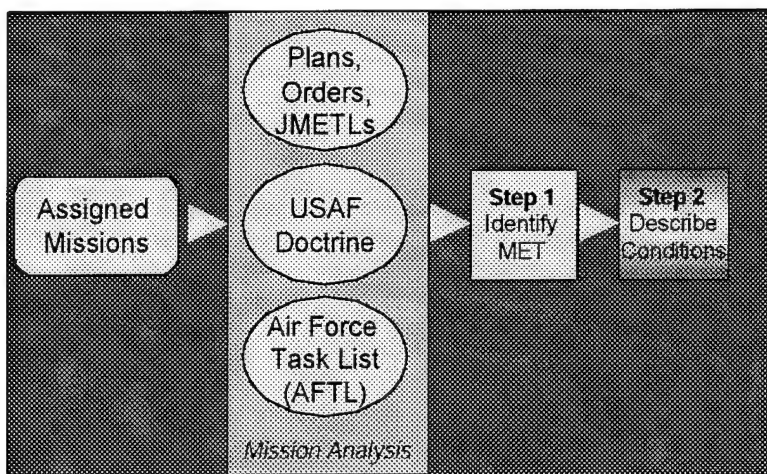 Assigned
Missions
Plans,
Orders,
JMETLs
USAF
Doctrine
Air Force
Task List
(AFTL)
Mission Analysis
Step 1
Identify
MET
Step 2
Describe
Conditions